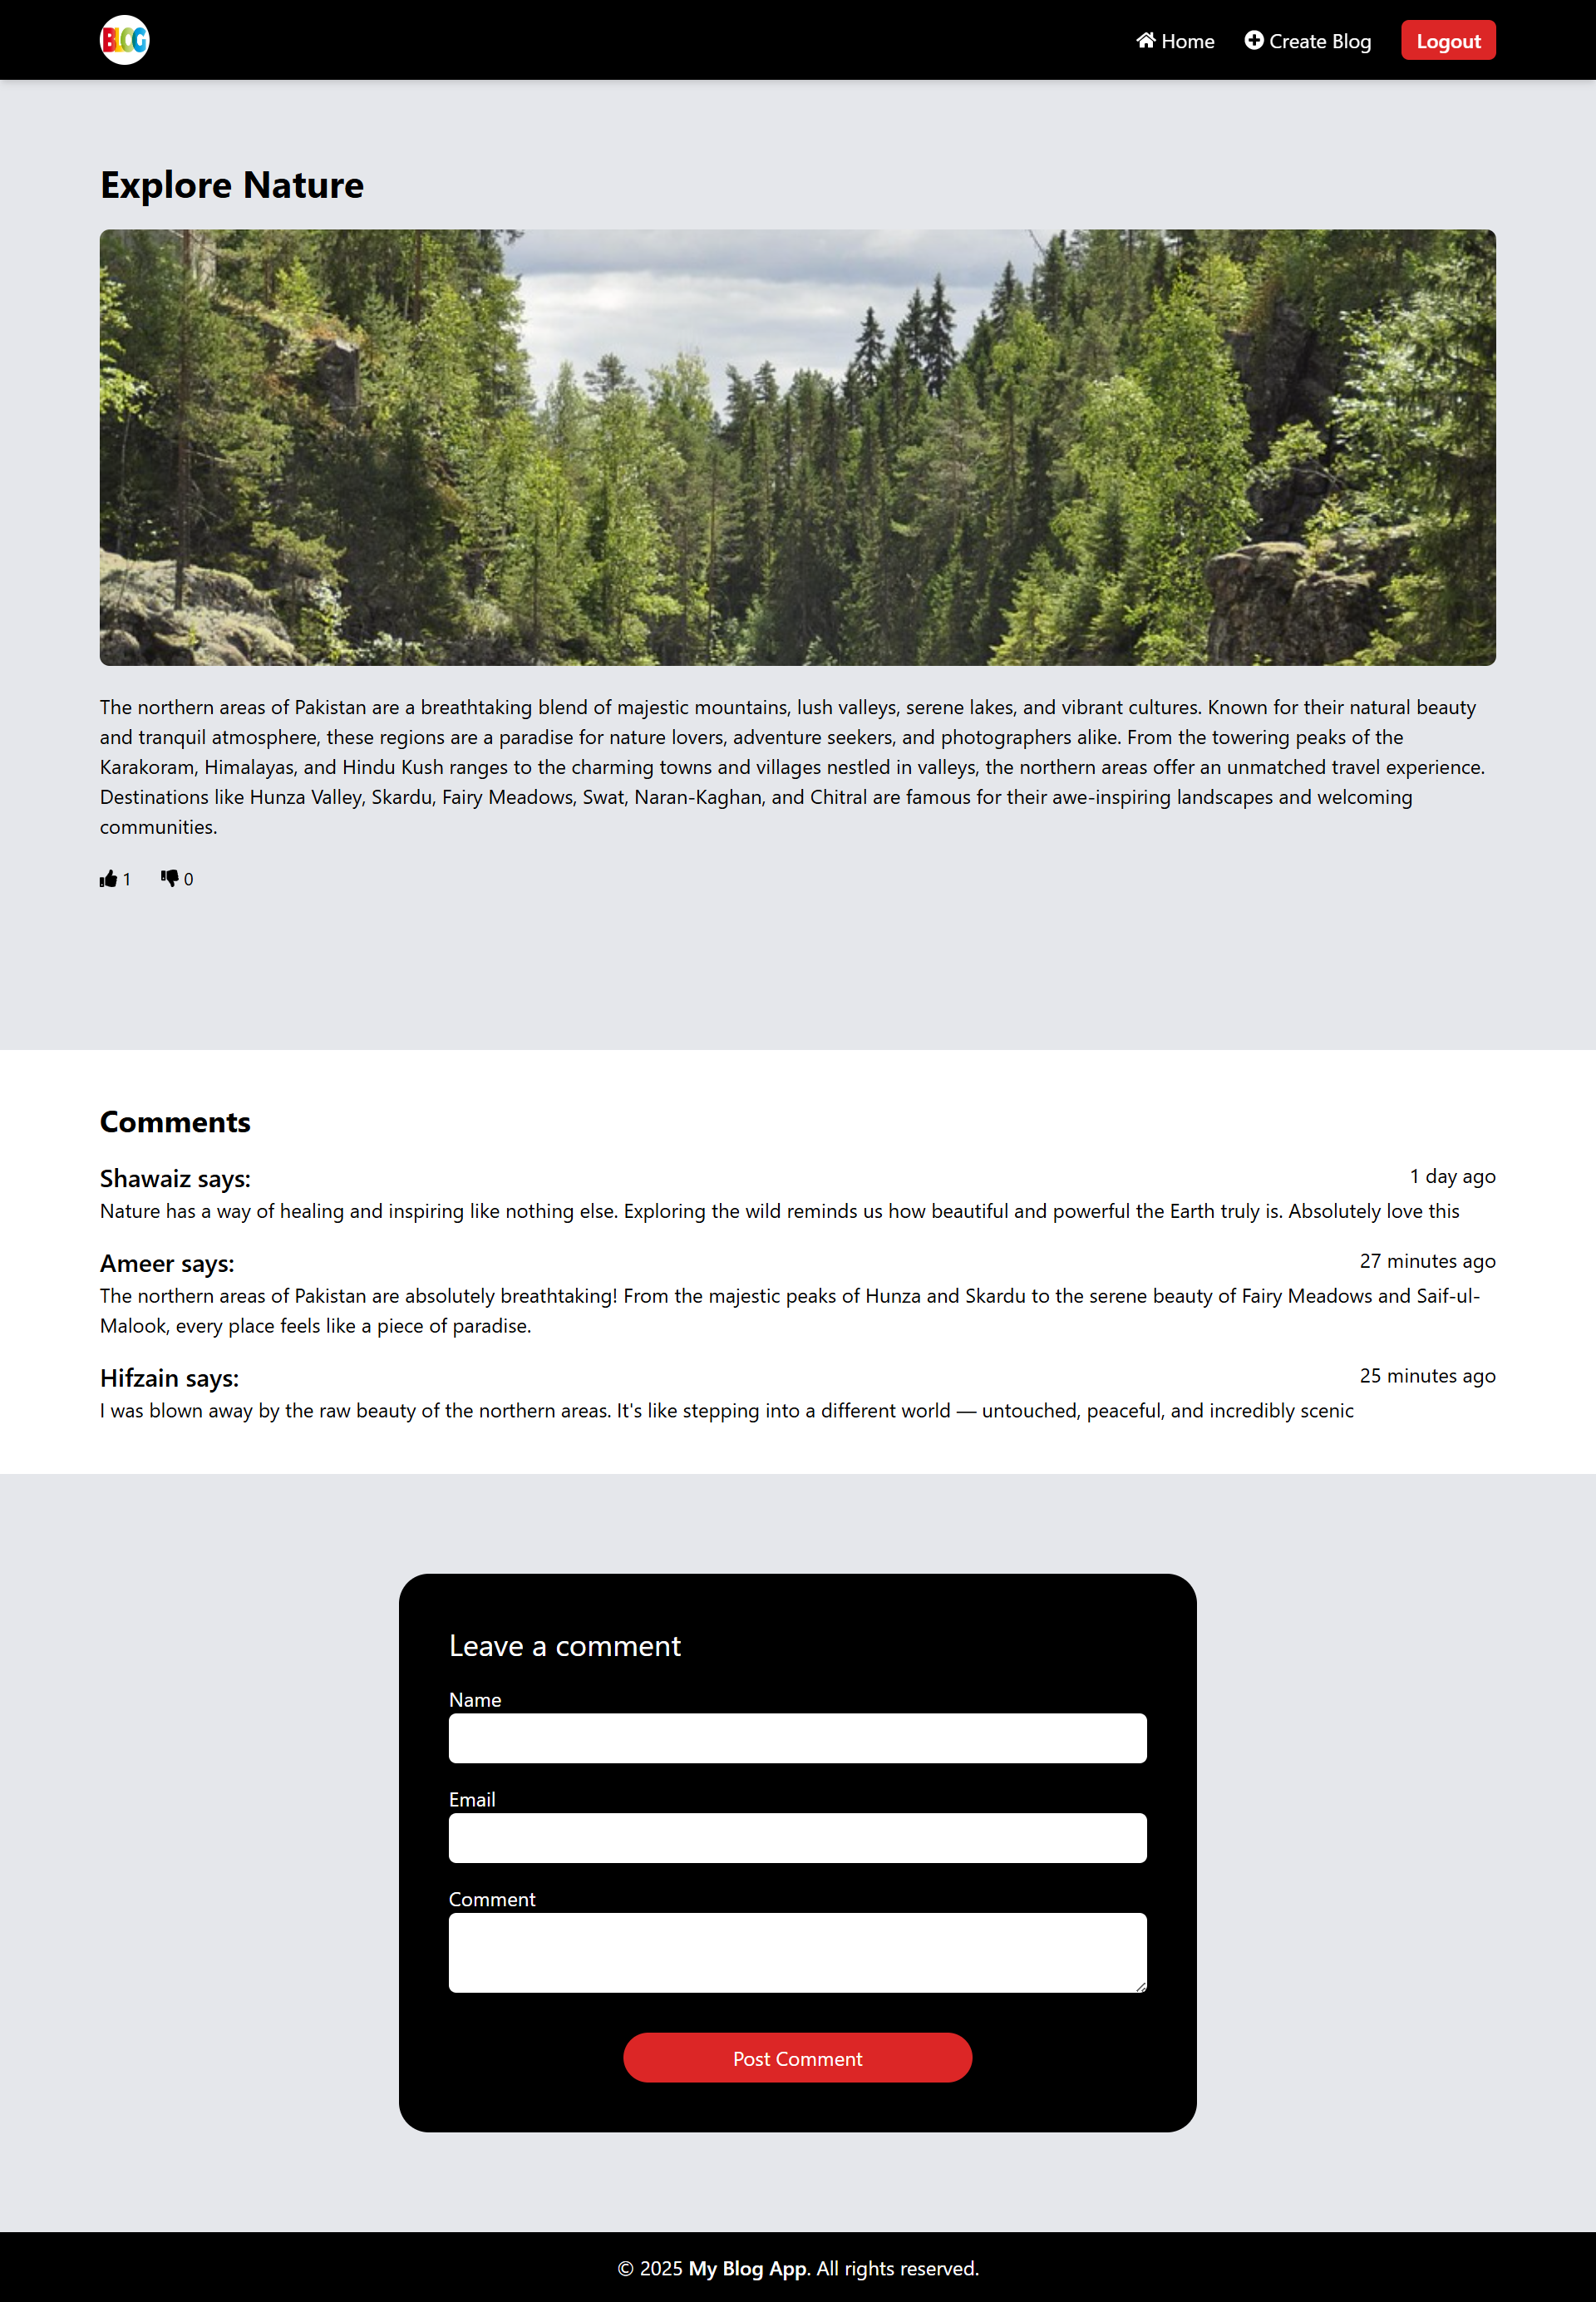 BLOG
Home
Create Blog
Logout
Explore Nature
The northern areas of Pakistan are a breathtaking blend of majestic mountains, lush valleys, serene lakes, and vibrant cultures. Known for their natural beauty
and tranquil atmosphere, these regions are a paradise for nature lovers, adventure seekers, and photographers alike. From the towering peaks of the
Karakoram, Himalayas, and Hindu Kush ranges to the charming towns and villages nestled in valleys, the northern areas offer an unmatched travel experience.
Destinations like Hunza Valley, Skardu, Fairy Meadows, Swat, Naran-Kaghan, and Chitral are famous for their awe-inspiring landscapes and welcoming
communities.
1
0
Comments
Shawaiz says:
1 day ago
Nature has a way of healing and inspiring like nothing else. Exploring the wild reminds us how beautiful and powerful the Earth truly is. Absolutely love this
Ameer says:
27 minutes ago
The northern areas of Pakistan are absolutely breathtaking! From the majestic peaks of Hunza and Skardu to the serene beauty of Fairy Meadows and Saif-ul-
Malook, every place feels like a piece of paradise.
Hifzain says:
25 minutes ago
I was blown away by the raw beauty of the northern areas. It's like stepping into a different world — untouched, peaceful, and incredibly scenic
Leave a comment
Name
Email
Comment
Post Comment
© 2025 My Blog App. All rights reserved.